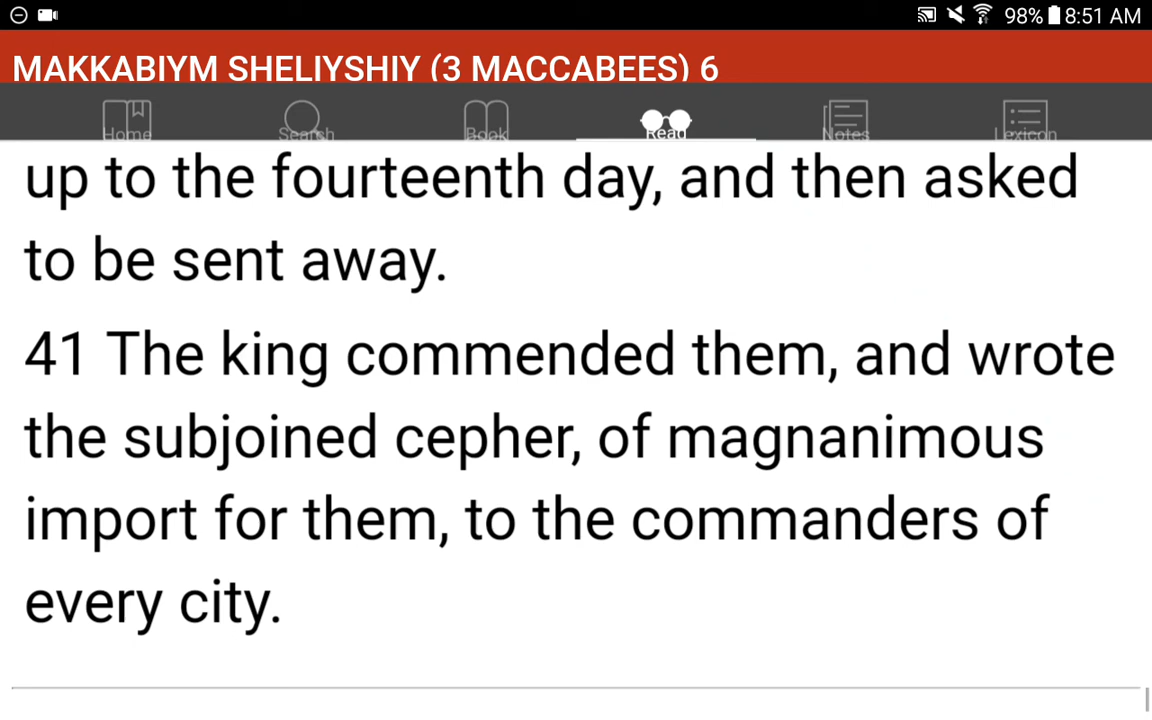 98% 8:51 AM
MAKKABIYM SHELIYSHIY (3 MACCABEES) 6
Home Search Book Read Notes Lexicon
up to the fourteenth day, and then asked
to be sent away.
41 The king commended them, and wrote
the subjoined cepher, of magnanimous
import for them, to the commanders of
every city.